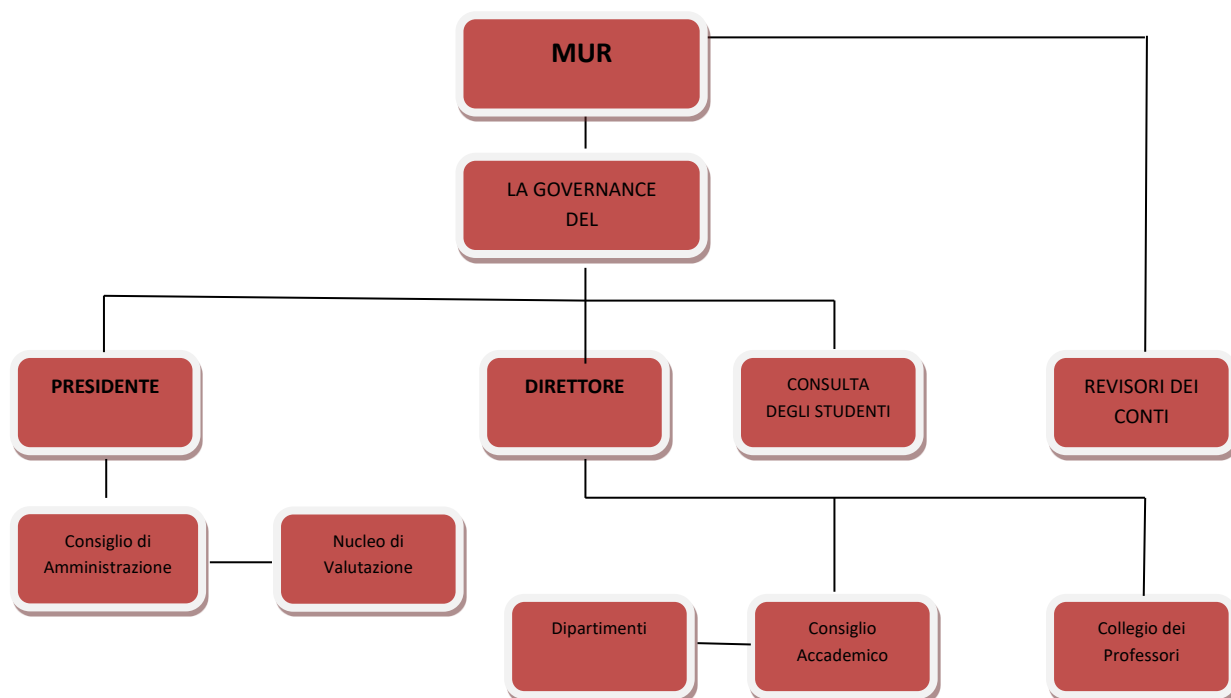 MUR
LA GOVERNANCE
DEL
PRESIDENTE
DIRETTORE
CONSULTA
DEGLI STUDENTI
REVISORI DEI
CONTI
Consiglio di
Amministrazione
Nucleo di
Valutazione
Dipartimenti
Consiglio
Accademico
Collegio dei
Professori